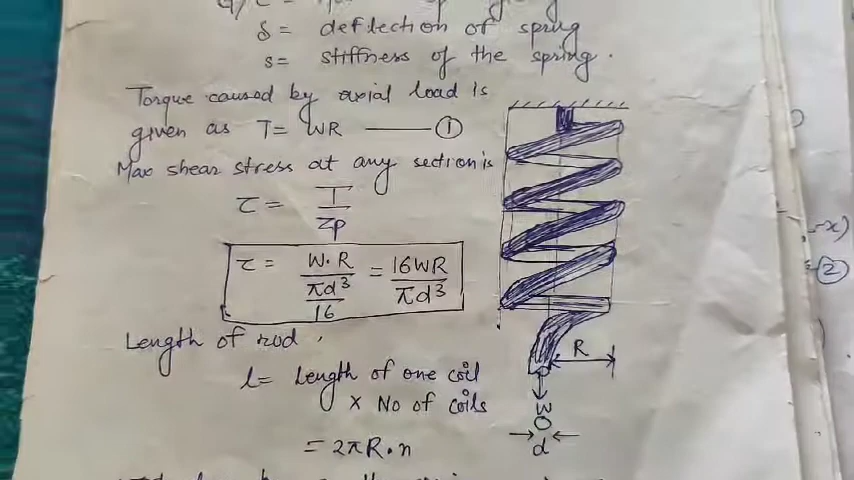 δ = deflection of spring
s = stiffness of the spring.
Torque caused by axial load is
given as T = WR ——— ①
Max shear stress at any section is
τ = T / Zp
τ = W·R / (πd³/16) = 16WR / πd³
Length of rod,
l = Length of one coil
× No of coils
= 2πR·n
R
W
d
-x)
②